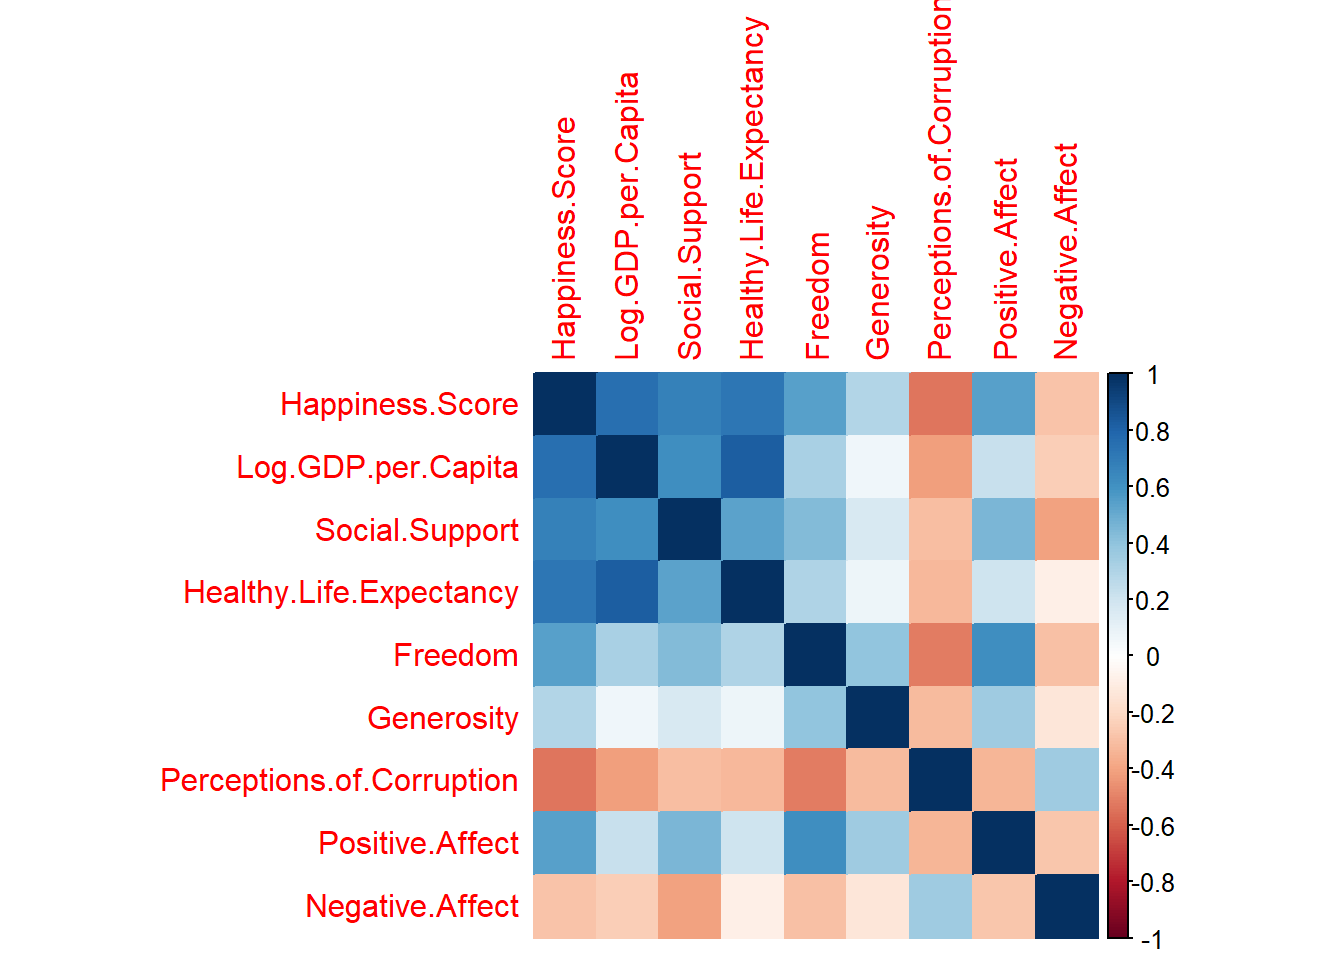 Happiness.Score
Log.GDP.per.Capita
Social.Support
Healthy.Life.Expectancy
Freedom
Generosity
Perceptions.of.Corruption
Positive.Affect
Negative.Affect
Happiness.Score
Log.GDP.per.Capita
Social.Support
Healthy.Life.Expectancy
Freedom
Generosity
Perceptions.of.Corruption
Positive.Affect
Negative.Affect
1
0.8
0.6
0.4
0.2
0
-0.2
-0.4
-0.6
-0.8
-1